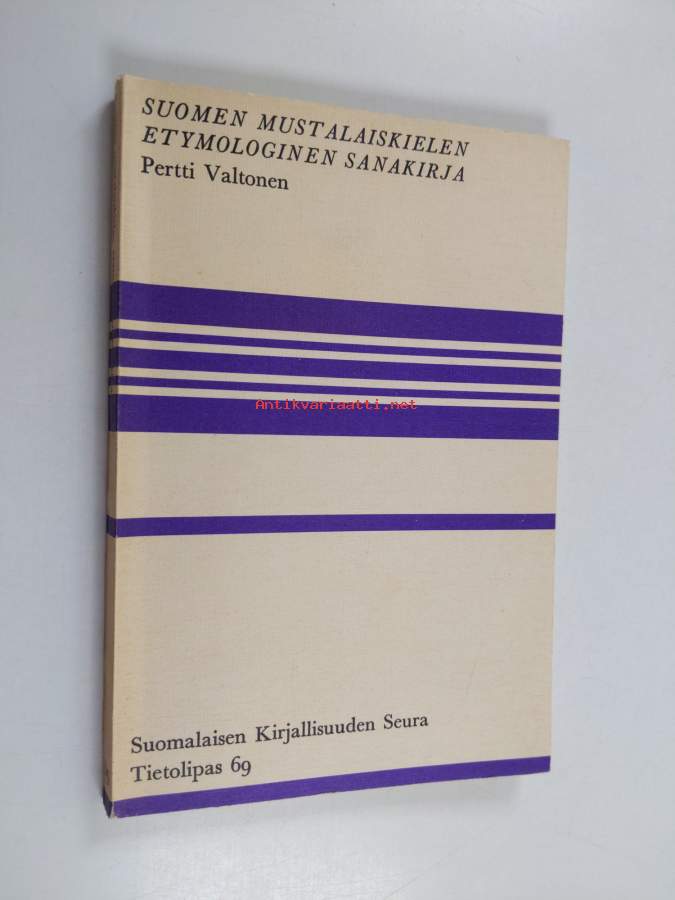 SUOMEN MUSTALAISKIELEN
ETYMOLOGINEN SANAKIRJA
Pertti Valtonen
Antikvariaatti.net
Suomalaisen Kirjallisuuden Seura
Tietolipas 69